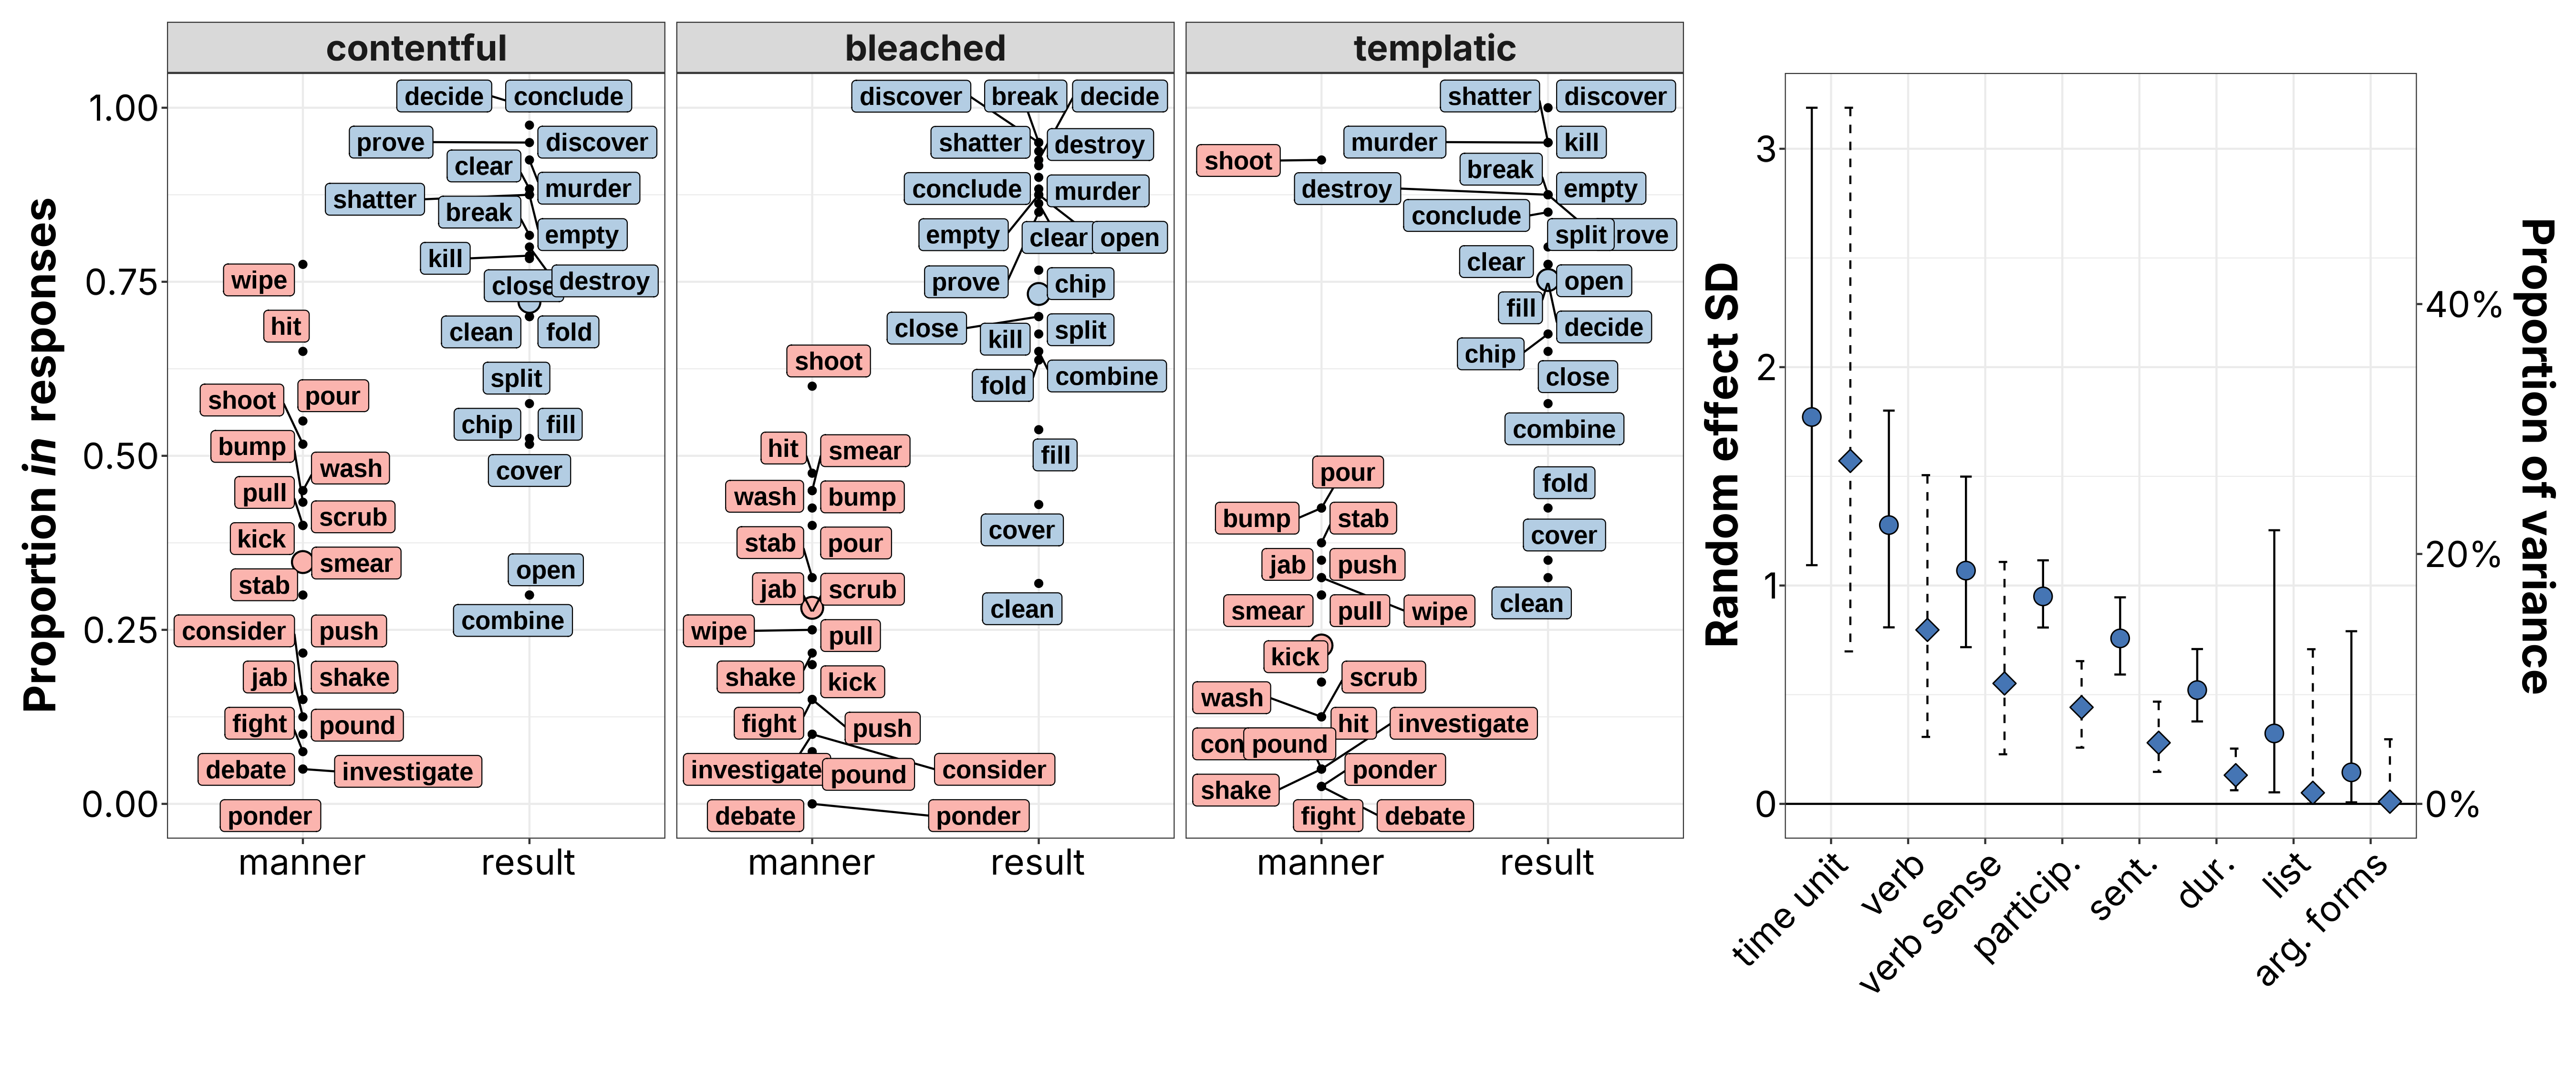 contentful
bleached
templatic
Proportion in responses
1.00
0.75
0.50
0.25
0.00
decide conclude
prove discover
clear
murder
shatter
break
empty
kill
close destroy
clean fold
split
chip fill
cover
open
combine
wipe
hit
shoot pour
bump
wash
pull
scrub
kick
smear
stab
consider push
jab shake
fight pound
debate investigate
ponder
manner result
discover break decide
shatter destroy
conclude murder
empty clear open
prove chip
close kill split
fold combine
fill
cover
clean
shoot
hit smear
wash bump
stab pour
jab scrub
wipe pull
shake kick
fight push
investigate pound consider
debate ponder
manner result
shatter discover
murder kill
break
destroy empty
conclude
split
clear
open
fill
decide
chip
close
combine
fold
cover
clean
shoot
pour
bump stab
jab push
smear pull wipe
kick
scrub
wash
hit investigate
pound
ponder
shake
fight debate
manner result
Random effect SD
3
2
1
0
Proportion of variance
40%
20%
0%
time unit
verb
verb sense
particip.
sent.
dur.
list
arg. forms